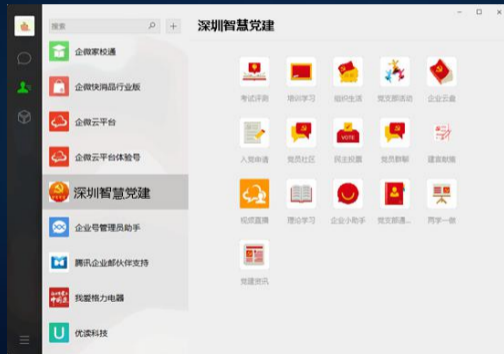 搜索
深圳智慧党建
企微家校通
企微快消品行业版
企微云平台
企微云平台体验号
深圳智慧党建
企业号管理员助手
腾讯企业邮伙伴支持
我爱格力电器
优读科技
考试评测
培训学习
组织生活
党支部活动
企业云盘
入党申请
党员社区
民主投票
党员群聊
建言献策
视频直播
理论学习
企业小助手
党支部通...
两学一做
党建资讯
VOTE